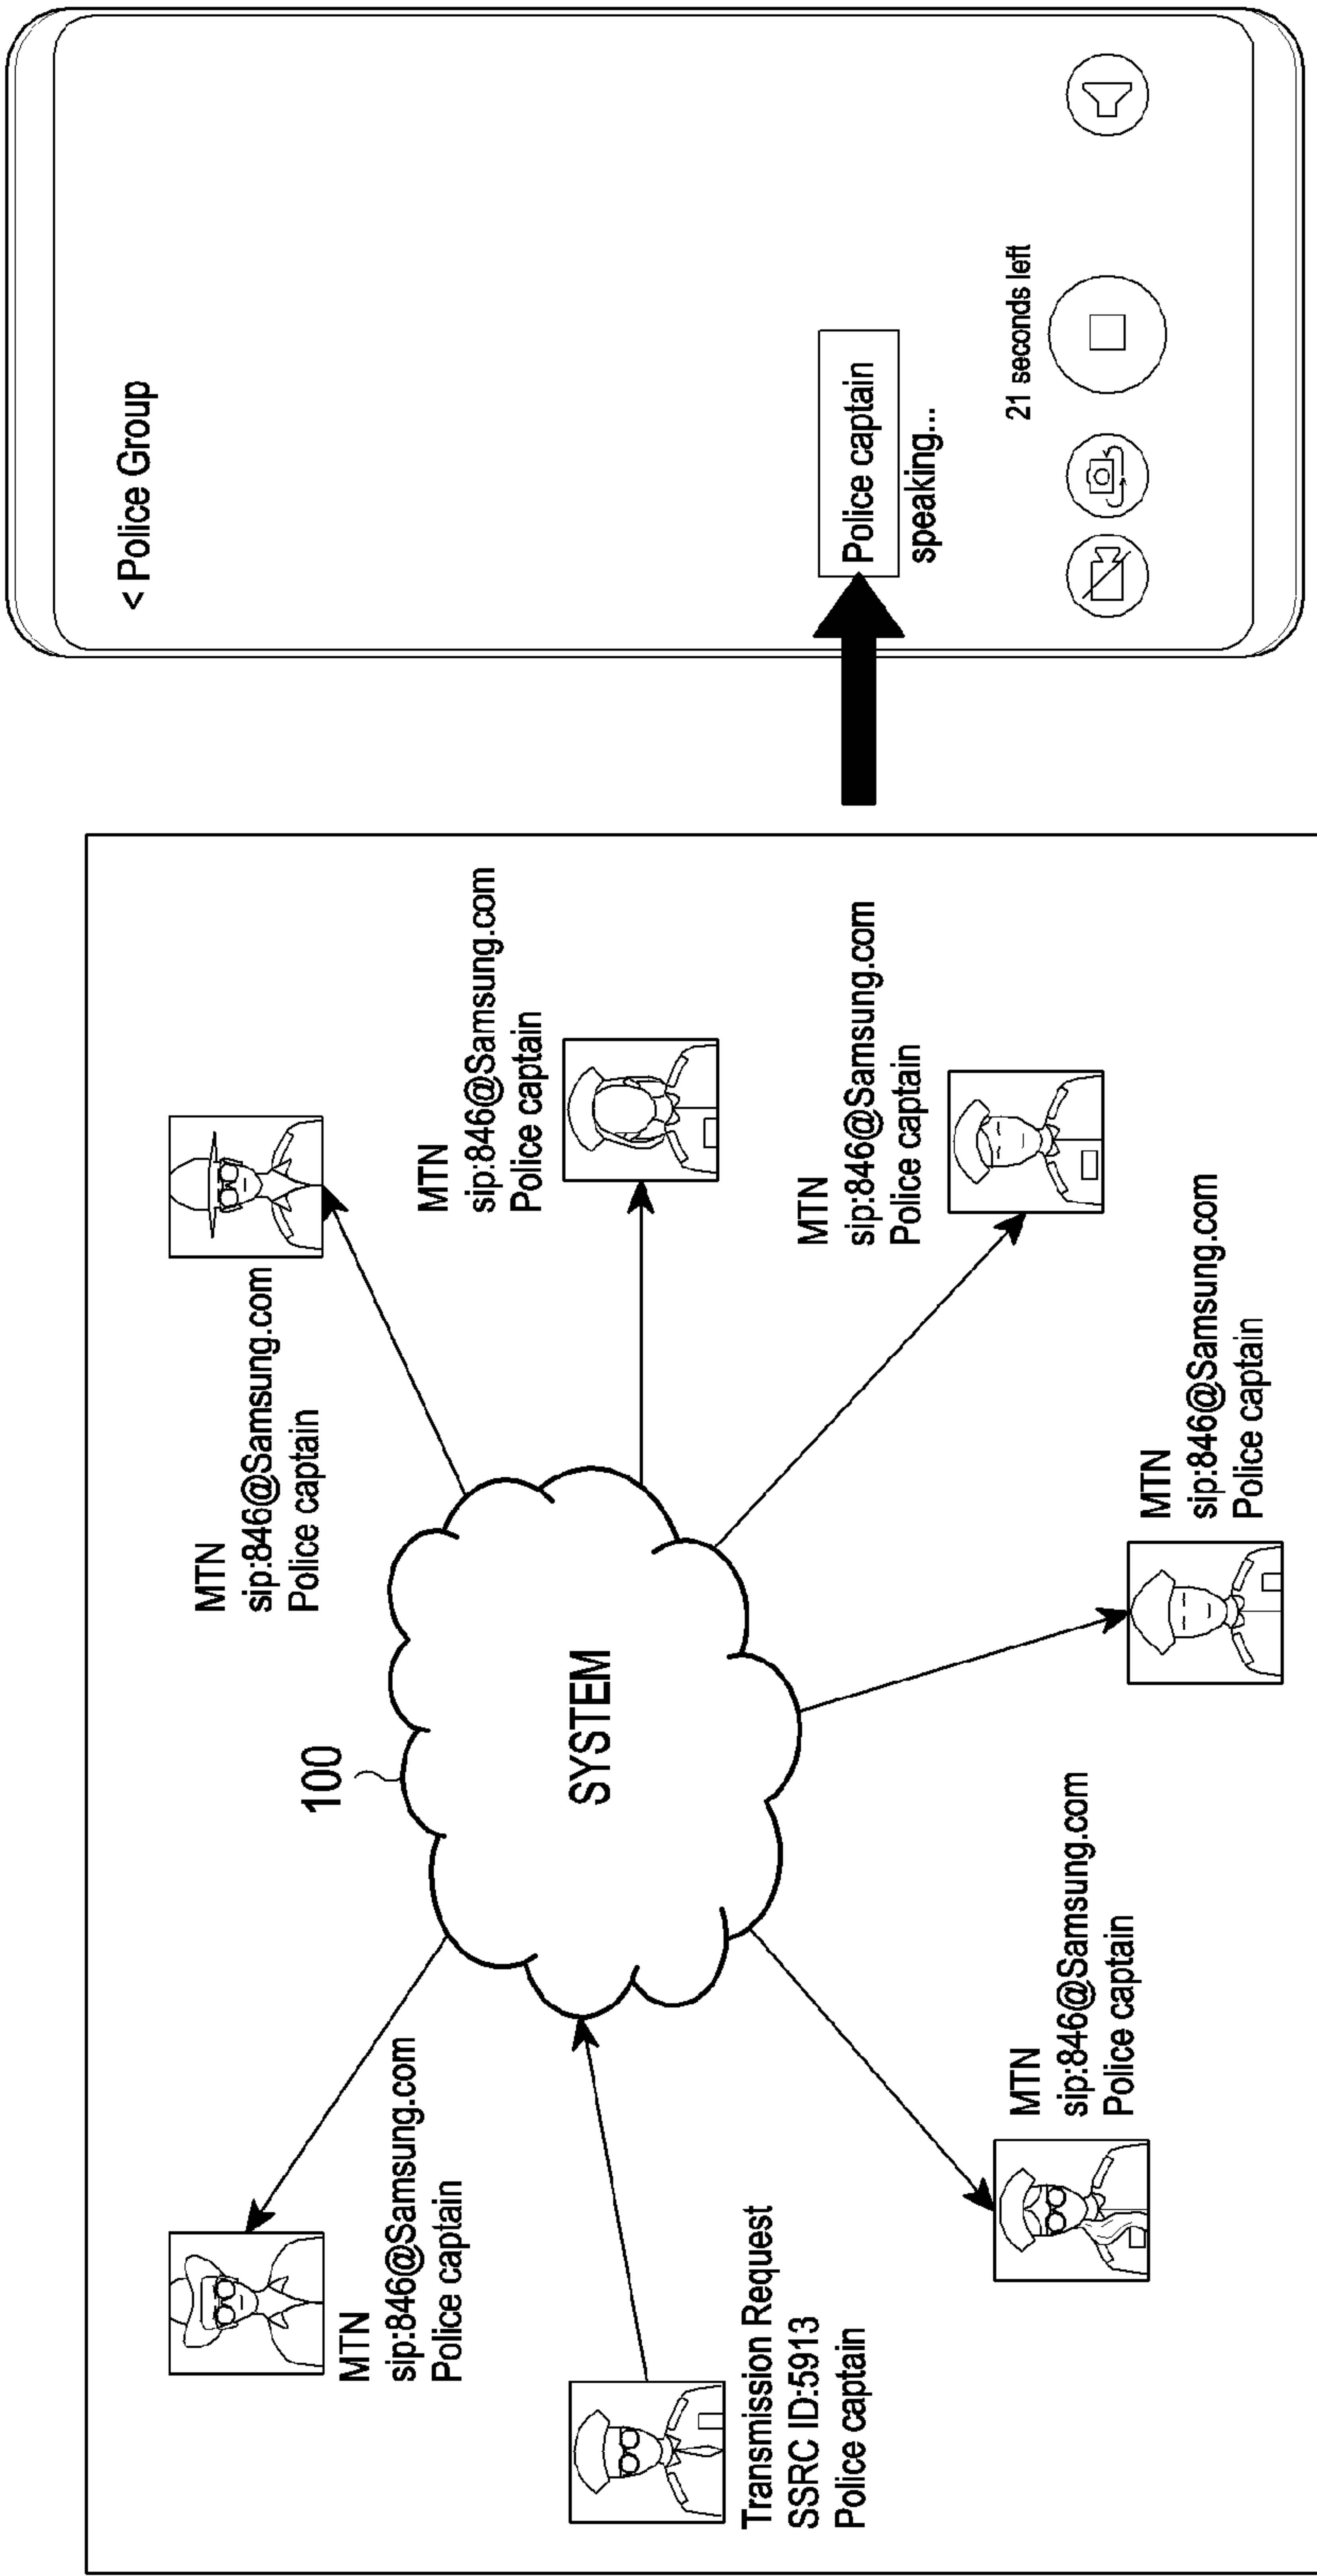 100
SYSTEM
MTN
sip:846@Samsung.com
Police captain
Transmission Request
SSRC ID:5913
Police captain
MTN
sip:846@Samsung.com
Police captain
MTN
sip:846@Samsung.com
Police captain
MTN
sip:846@Samsung.com
Police captain
MTN
sip:846@Samsung.com
Police captain
MTN
sip:846@Samsung.com
Police captain
< Police Group
Police captain
speaking...
21 seconds left